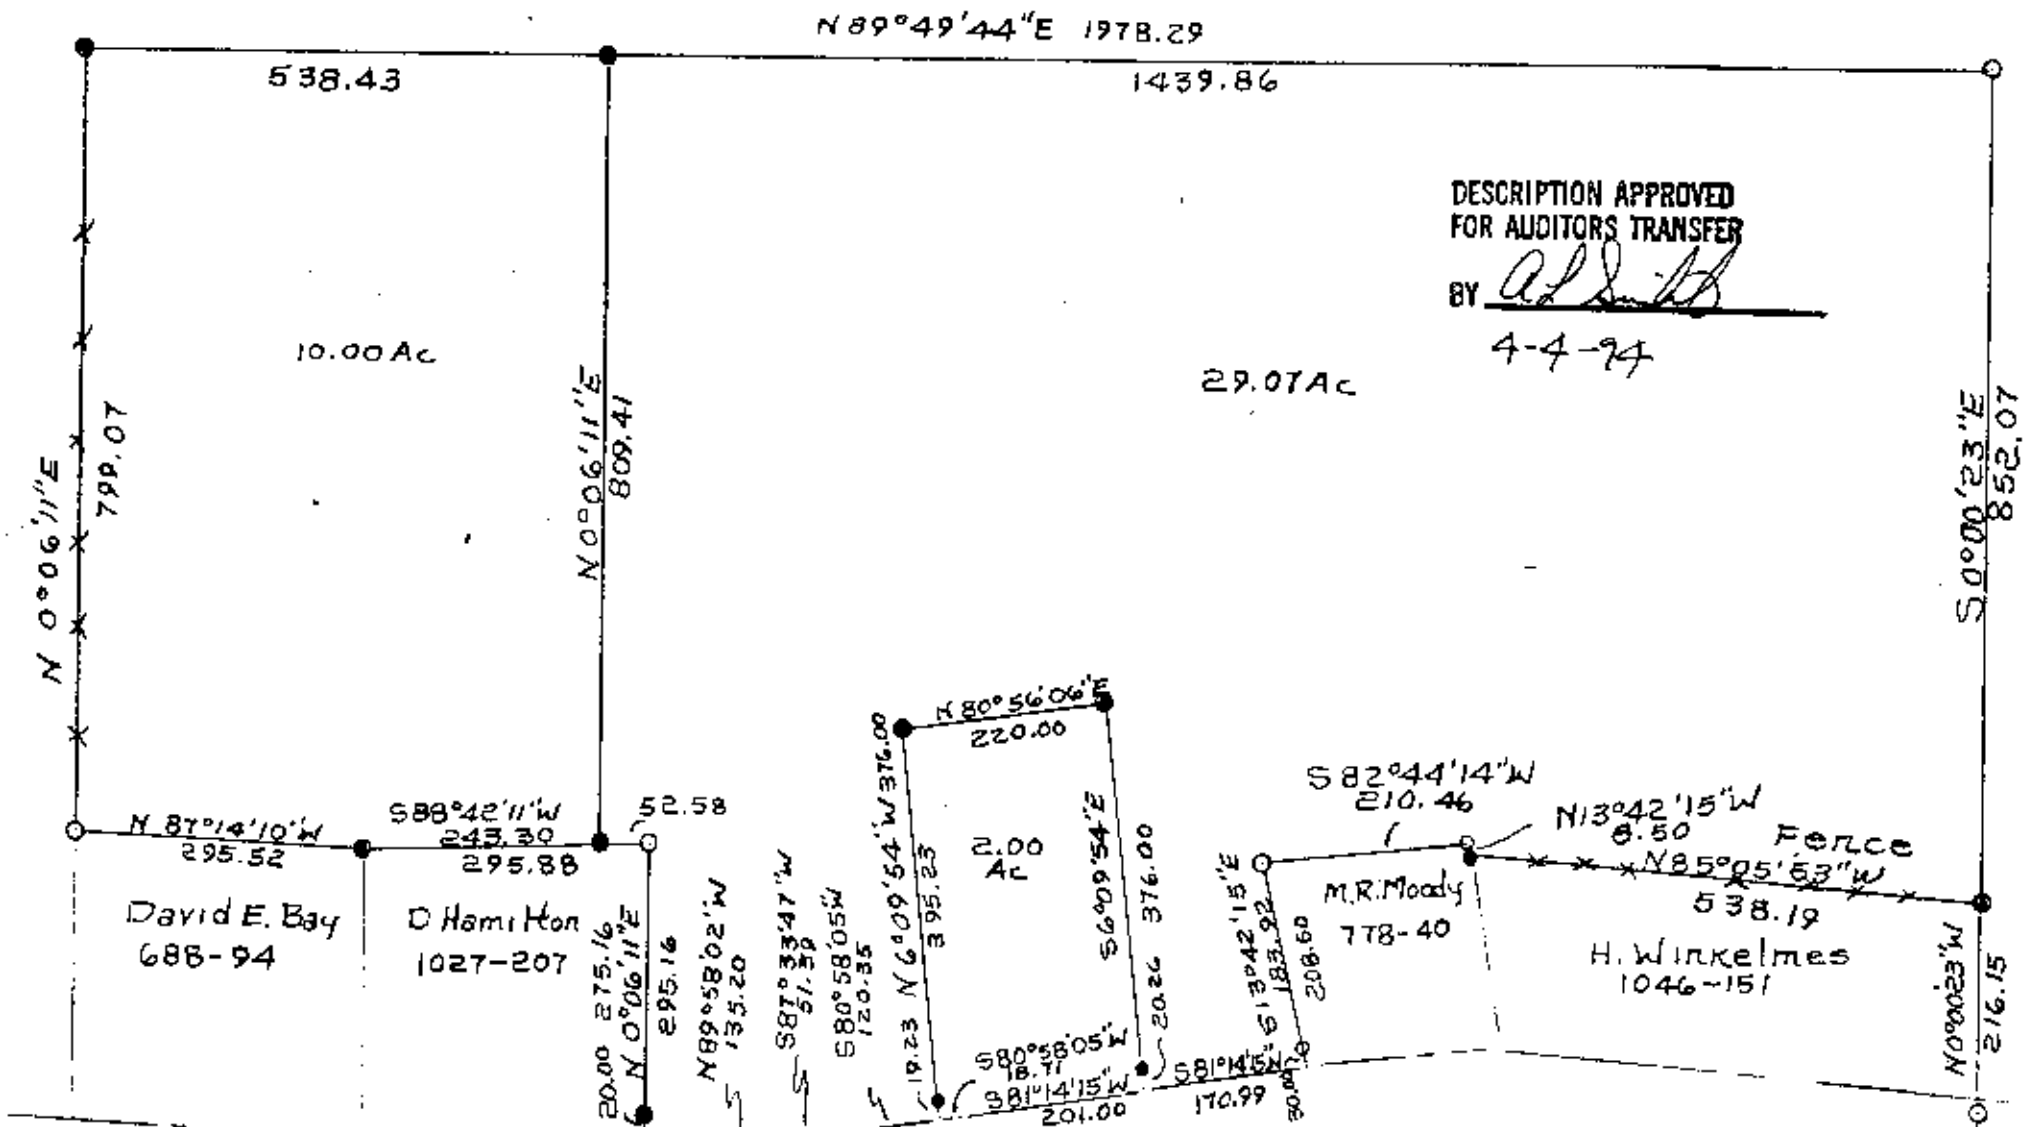 N 89°49'44"E 1978.29
538.43
1439.86
DESCRIPTION APPROVED
FOR AUDITORS TRANSFER
BY
4-4-94
10.00 Ac
29.07 Ac
N 0°06'11"E
799.07
N 0°06'11"E
809.41
S 0°00'23"E
852.07
N 80°56'06"E
220.00
N 6°09'54"W 376.00
395.23
19.23
2.00
Ac
S6°09'54"E
376.00
20.26
S 82°44'14"W
210.46
N13°42'15"W
8.50
Fence
N85°05'53"W
538.19
N 87°14'10"W
295.52
S88°42'11"W
243.30
295.88
52.58
David E. Bay
688-94
D Hamilton
1027-207
20.00 275.16
N 0°06'11"E
295.16
N89°58'02"W
135.20
S87°33'47"W
51.39
S80°58'05"W
120.35
S80°58'05"W
18.71
S81°14'15"W
201.00
S81°14'15"W
170.99
S13°42'15"E
183.92
208.60
30.00
M.R. Moody
778-40
H. Winkelmes
1046-151
N0°00'23"W
216.15